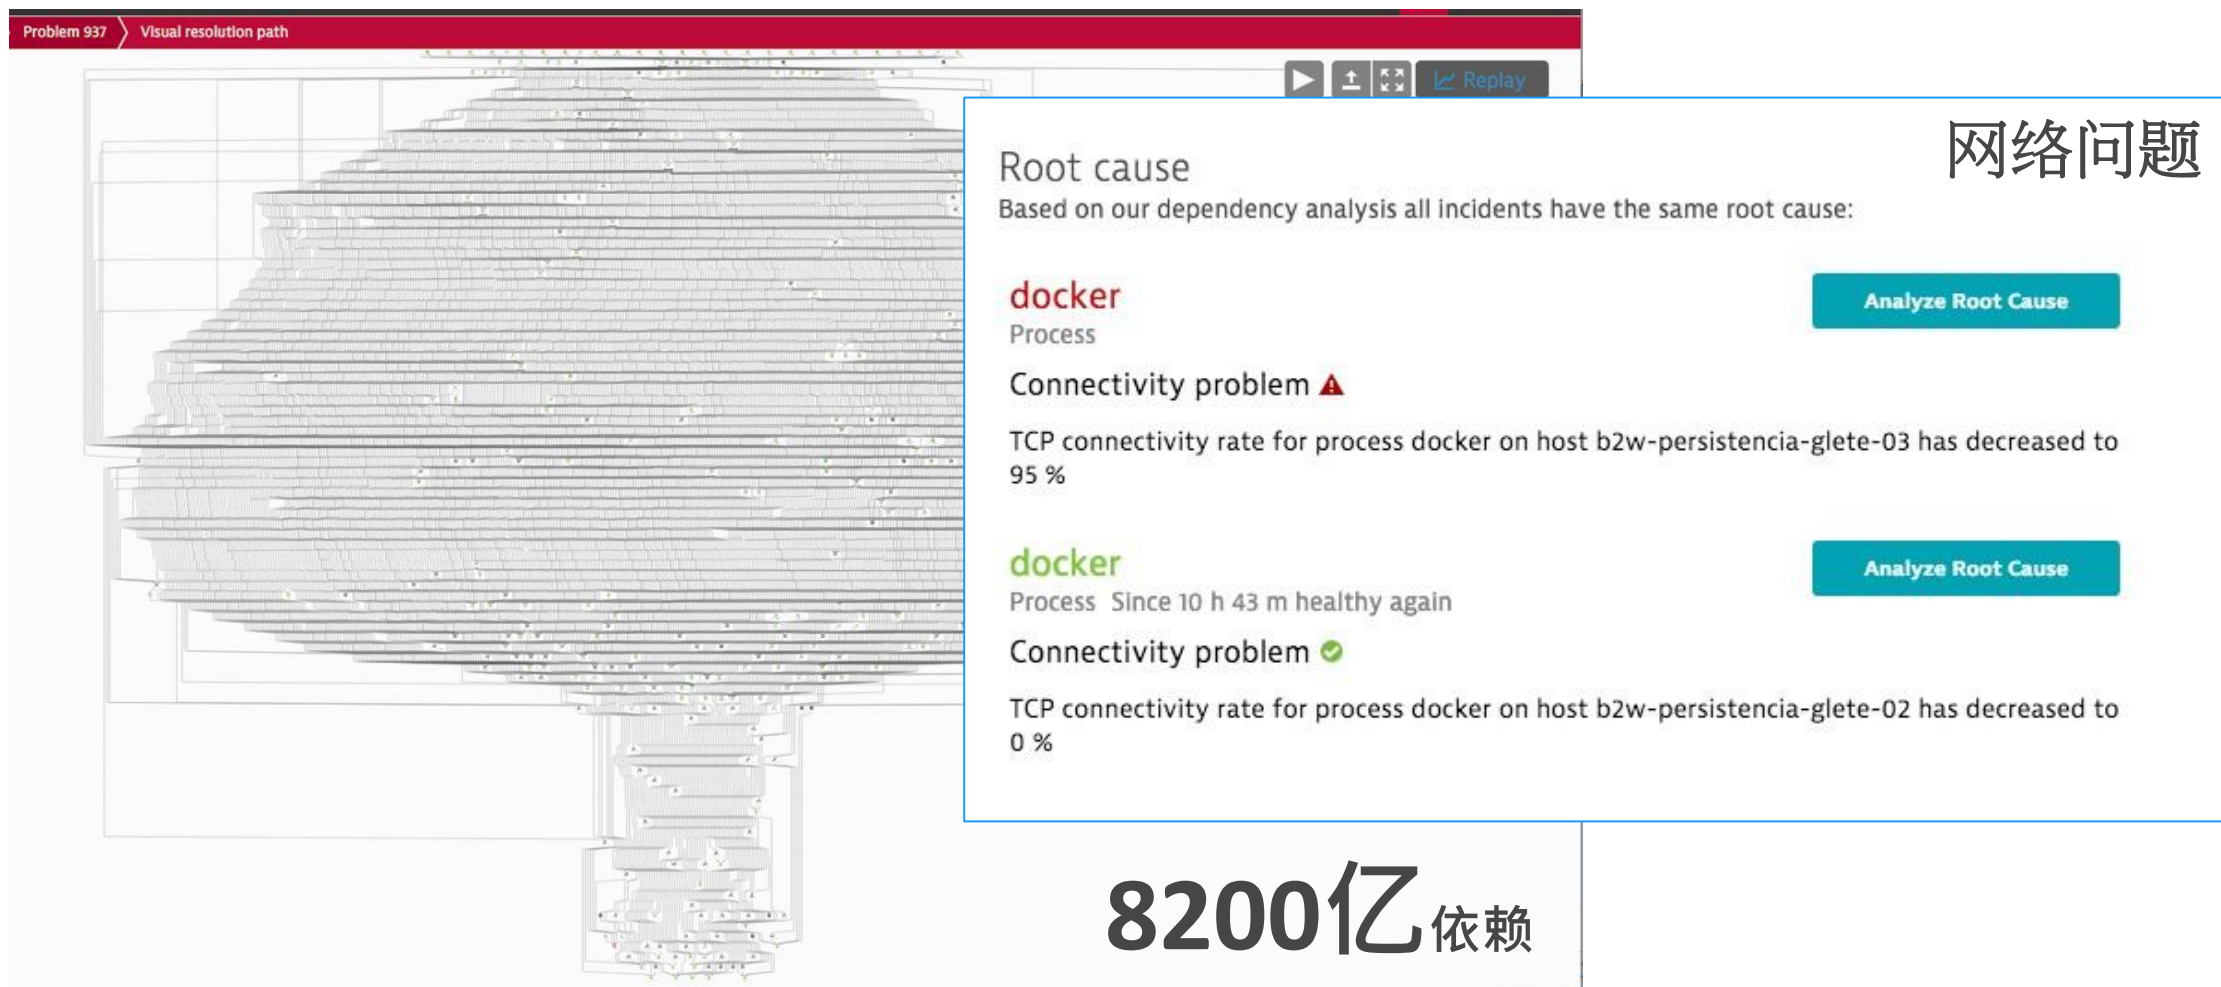 Problem 937
Visual resolution path
Replay
网络问题
Root cause
Based on our dependency analysis all incidents have the same root cause:
docker
Analyze Root Cause
Process
Connectivity problem
TCP connectivity rate for process docker on host b2w-persistencia-glete-03 has decreased to
95 %
docker
Analyze Root Cause
Process Since 10 h 43 m healthy again
Connectivity problem
TCP connectivity rate for process docker on host b2w-persistencia-glete-02 has decreased to
0 %
8200亿依赖